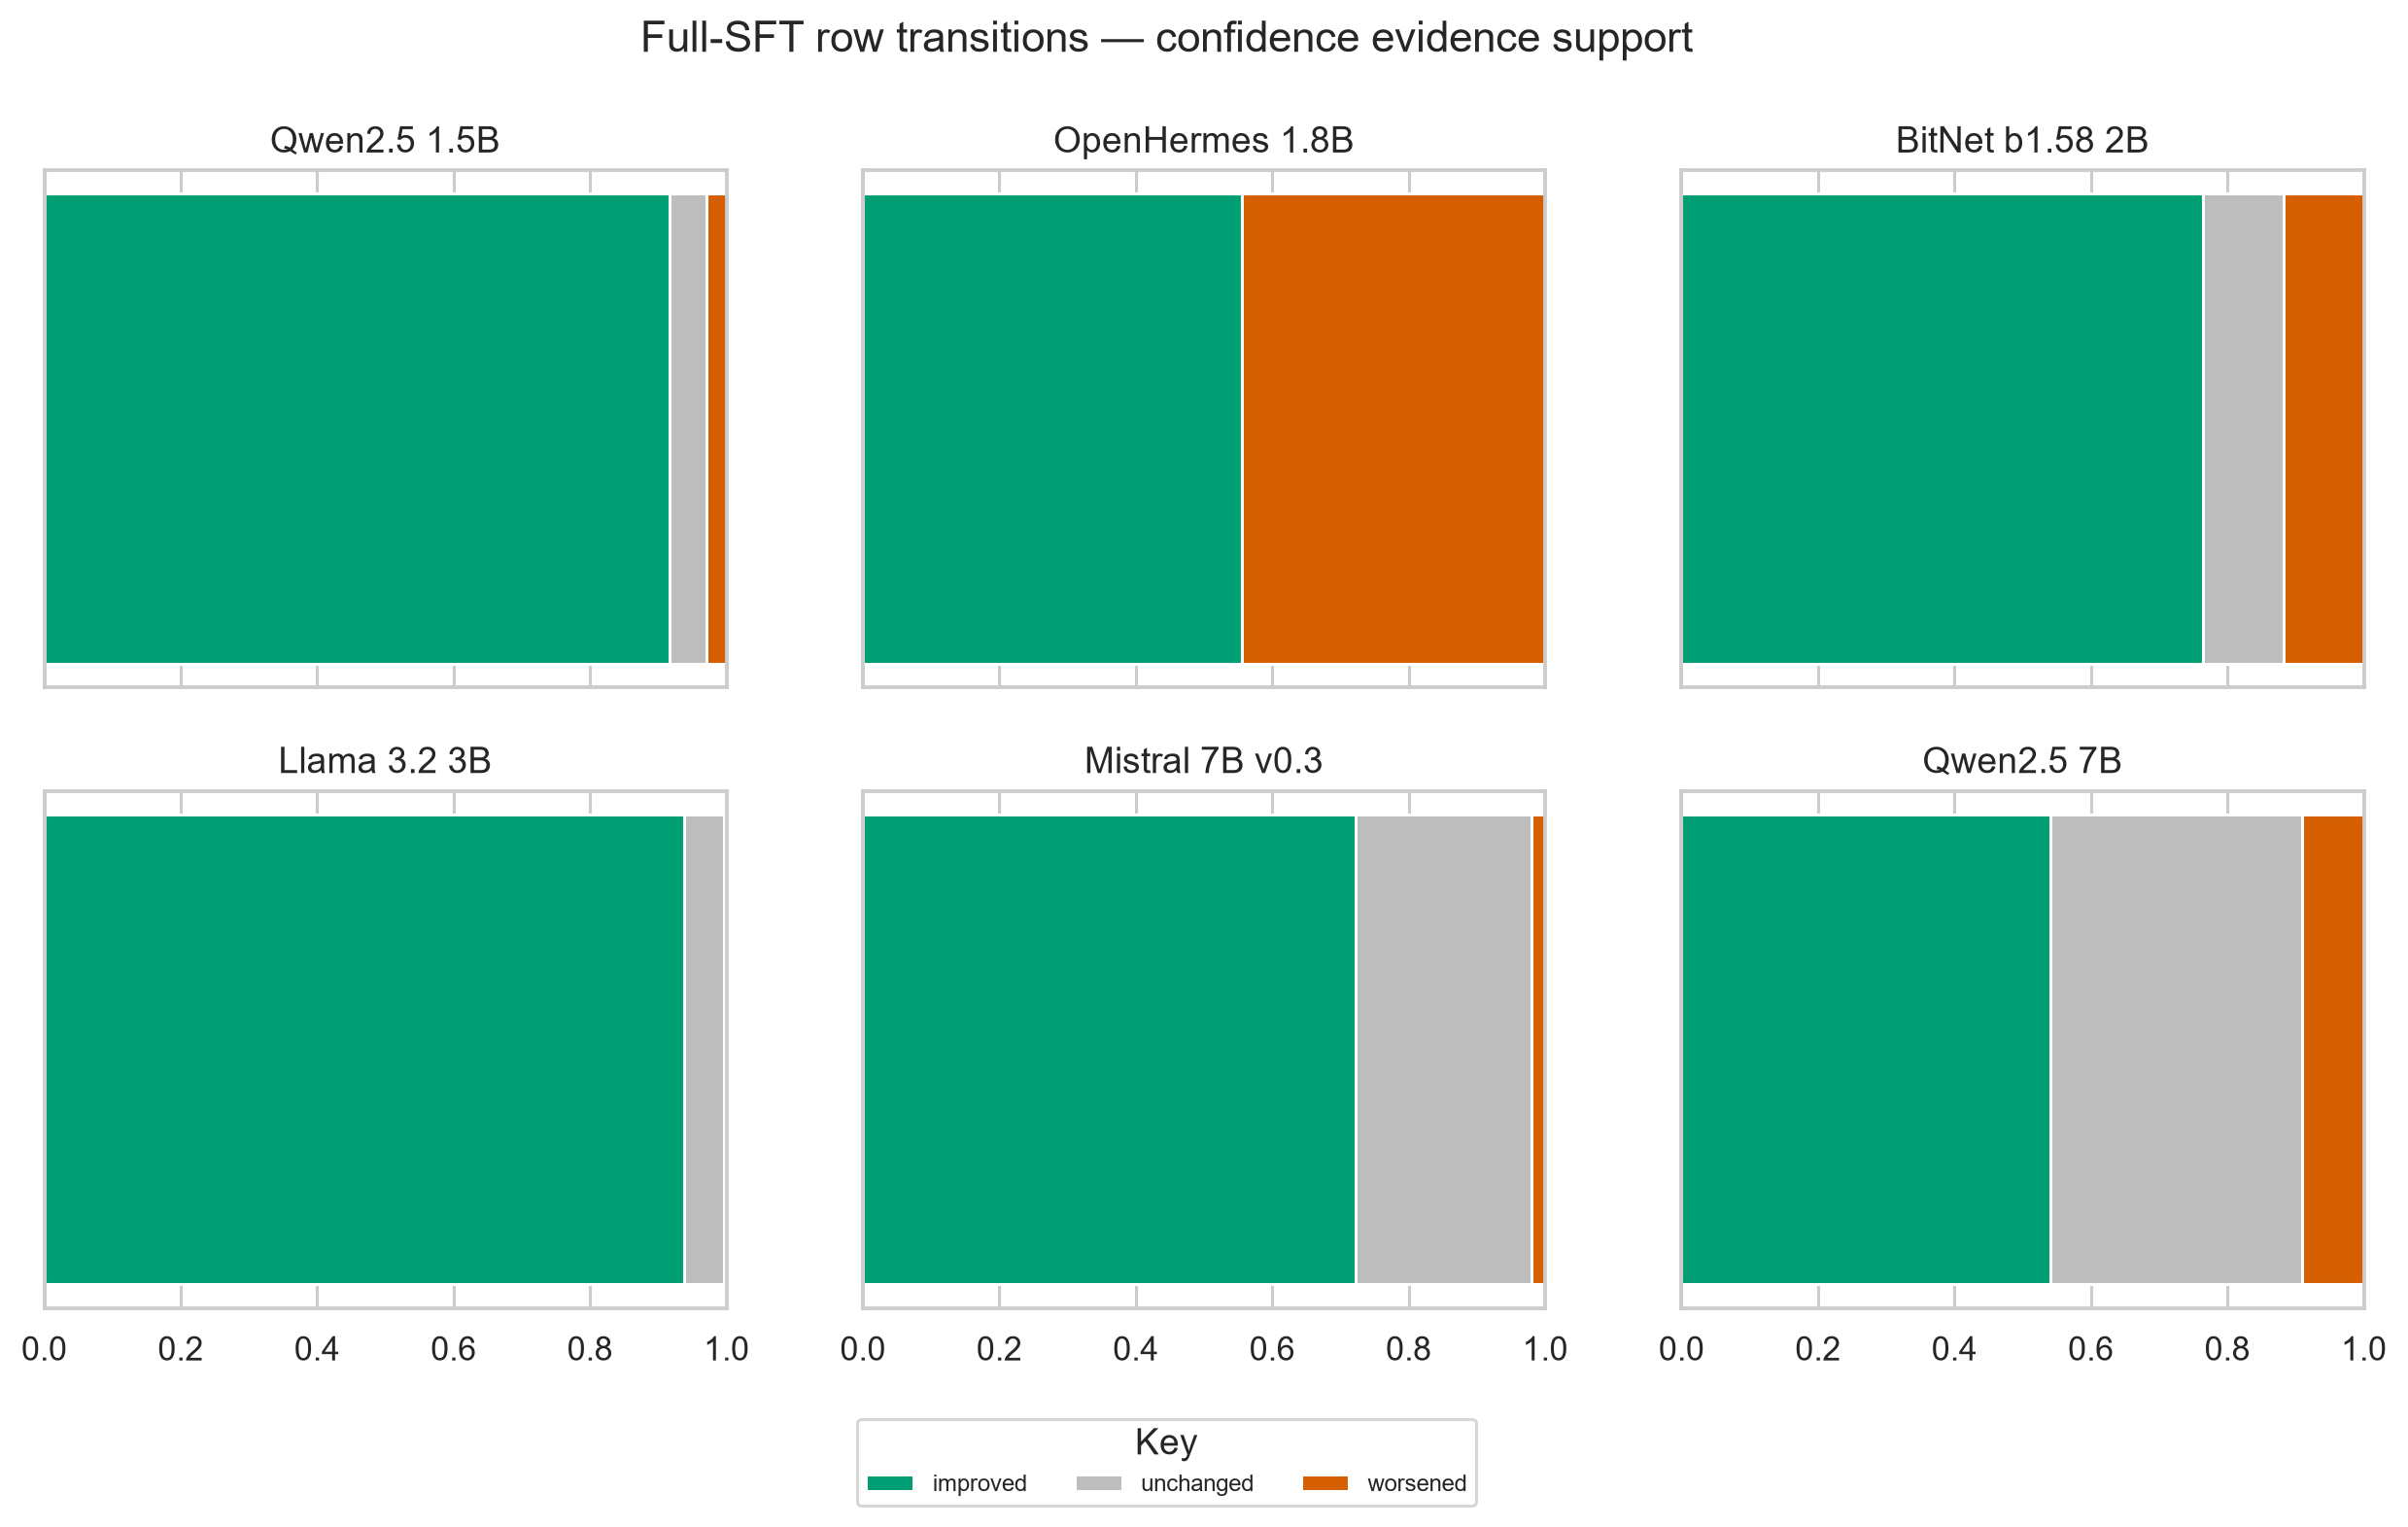 Full-SFT row transitions — confidence evidence support
Qwen2.5 1.5B
OpenHermes 1.8B
BitNet b1.58 2B
Llama 3.2 3B
Mistral 7B v0.3
Qwen2.5 7B
0.0 0.2 0.4 0.6 0.8 1.0
0.0 0.2 0.4 0.6 0.8 1.0
0.0 0.2 0.4 0.6 0.8 1.0
Key
improved unchanged worsened